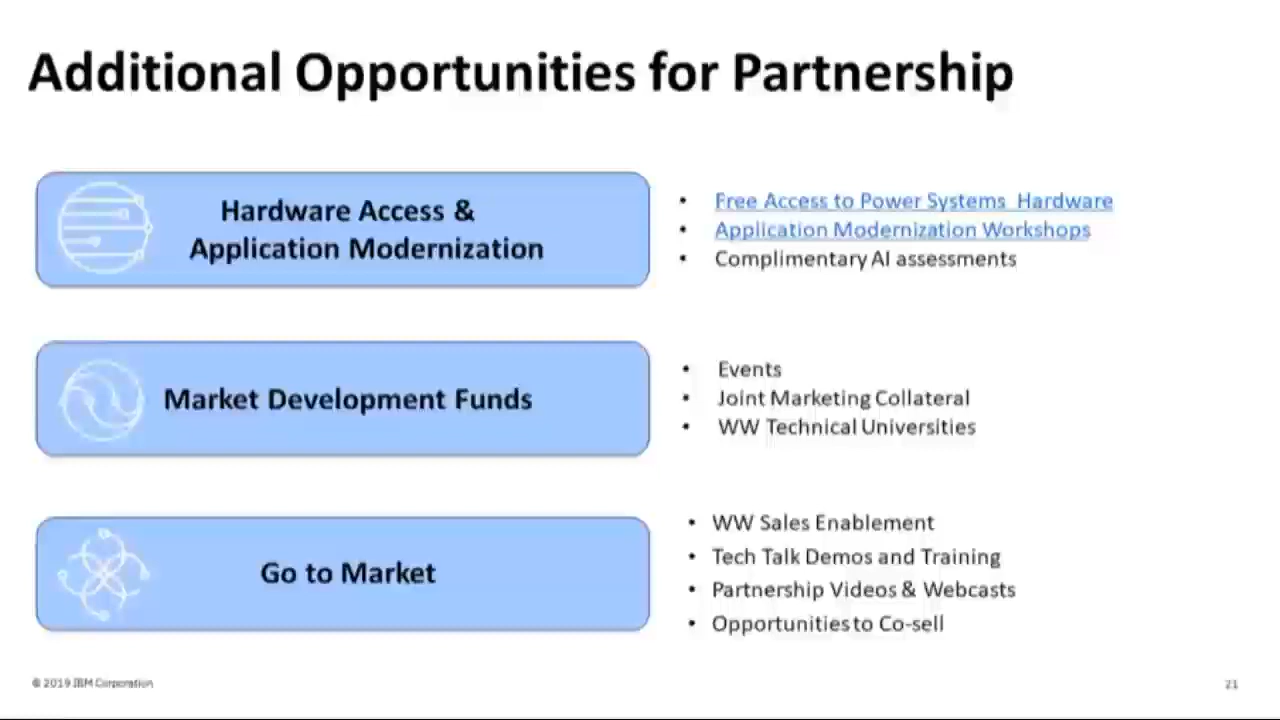 Additional Opportunities for Partnership
Hardware Access &
Application Modernization
• Free Access to Power Systems Hardware
• Application Modernization Workshops
• Complimentary AI assessments
Market Development Funds
• Events
• Joint Marketing Collateral
• WW Technical Universities
Go to Market
• WW Sales Enablement
• Tech Talk Demos and Training
• Partnership Videos & Webcasts
• Opportunities to Co-sell
© 2019 IBM Corporation
21